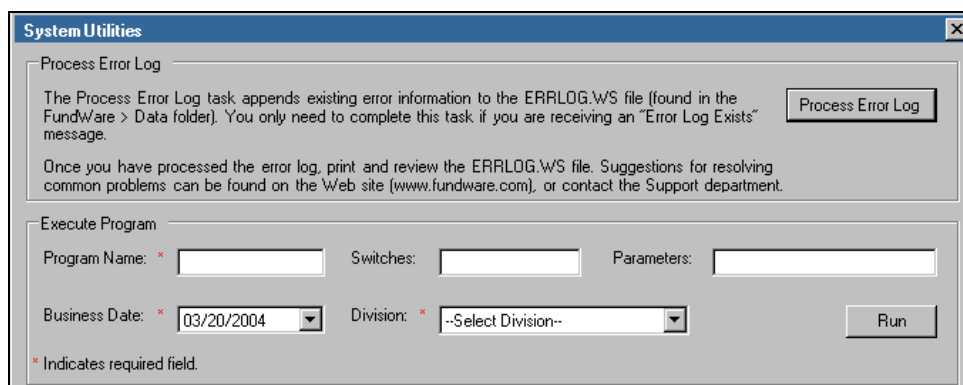 System Utilities
Process Error Log
The Process Error Log task appends existing error information to the ERRLOG.WS file (found in the
FundWare > Data folder). You only need to complete this task if you are receiving an "Error Log Exists"
message.
Process Error Log
Once you have processed the error log, print and review the ERRLOG.WS file. Suggestions for resolving
common problems can be found on the Web site (www.fundware.com), or contact the Support department.
Execute Program
Program Name: * Switches: Parameters:
Business Date: * 03/20/2004 Division: * --Select Division-- Run
* Indicates required field.